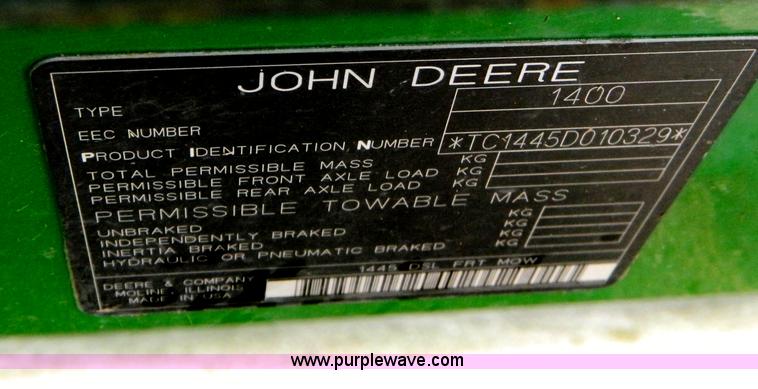 JOHN DEERE
TYPE 1400
EEC NUMBER
PRODUCT IDENTIFICATION NUMBER *TC1445D010329*
TOTAL PERMISSIBLE MASS KG
PERMISSIBLE FRONT AXLE LOAD KG
PERMISSIBLE REAR AXLE LOAD KG
PERMISSIBLE TOWABLE MASS
UNBRAKED KG
INDEPENDENTLY BRAKED KG
INERTIA BRAKED KG
HYDRAULIC OR PNEUMATIC BRAKED KG
1445 DSL FRT MOW
DEERE & COMPANY
MOLINE, ILLINOIS
MADE IN USA
www.purplewave.com